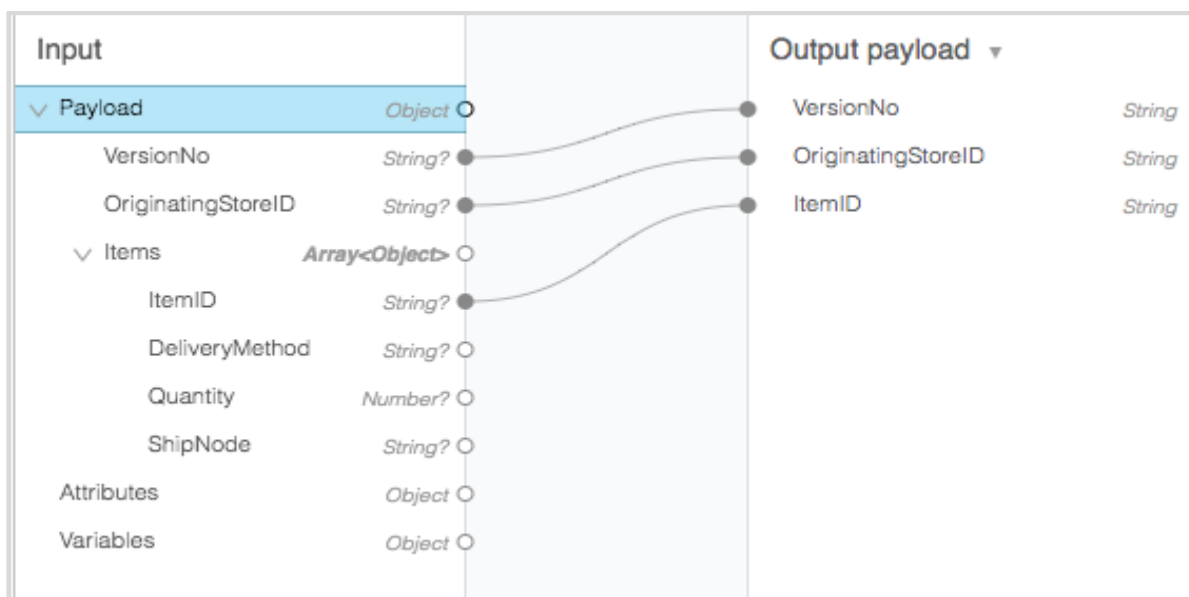 Input
Output payload
Payload Object
VersionNo String
VersionNo String?
OriginatingStoreID String
OriginatingStoreID String?
ItemID String
Items Array<Object>
ItemID String?
DeliveryMethod String?
Quantity Number?
ShipNode String?
Attributes Object
Variables Object